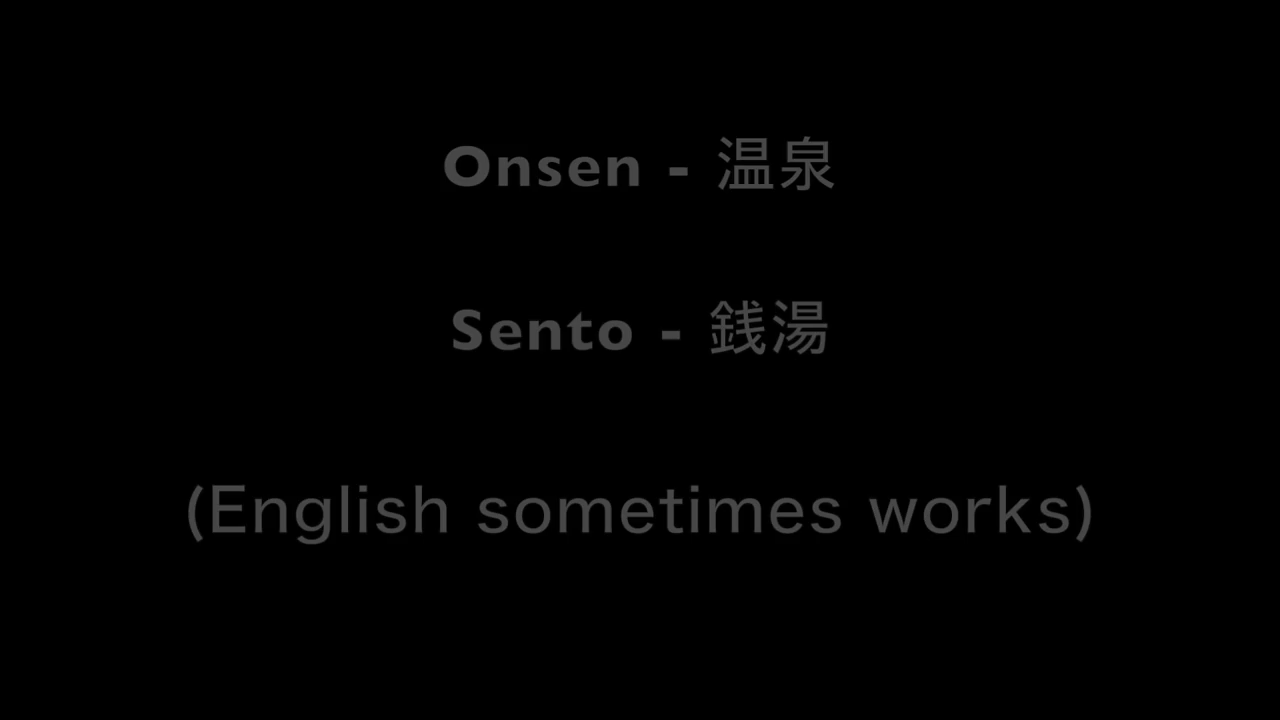 Onsen - 温泉
Sento - 銭湯
(English sometimes works)